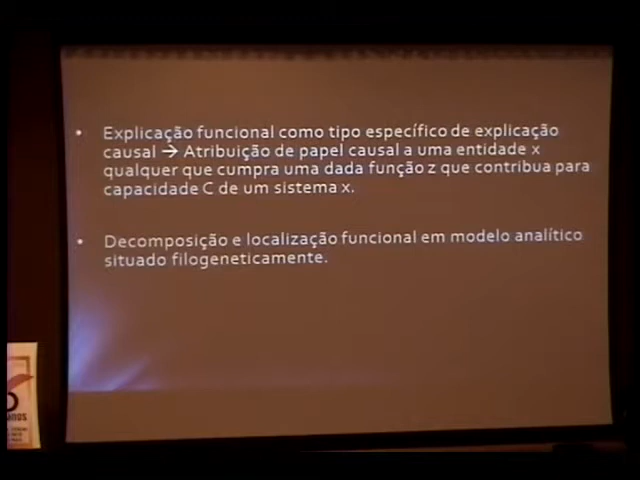 • Explicação funcional como tipo específico de explicação
causal → Atribuição de papel causal a uma entidade x
qualquer que cumpra uma dada função z que contribua para
capacidade C de um sistema x.
• Decomposição e localização funcional em modelo analítico
situado filogeneticamente.